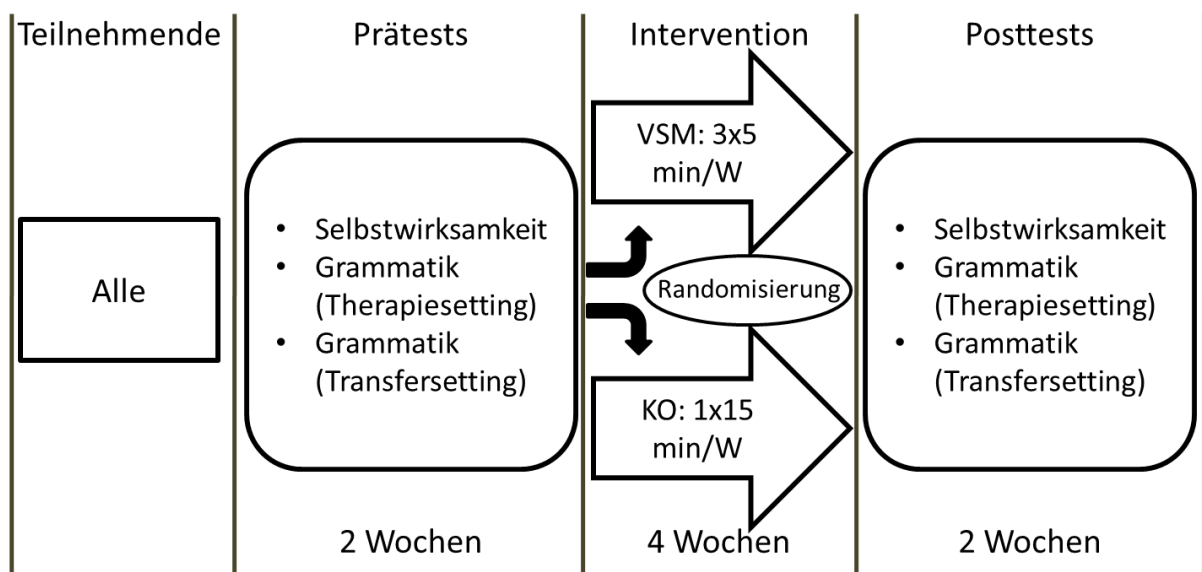 Teilnehmende
Prätests
Intervention
Posttests
Alle
• Selbstwirksamkeit
• Grammatik
(Therapiesetting)
• Grammatik
(Transfersetting)
VSM: 3x5
min/W
Randomisierung
KO: 1x15
min/W
• Selbstwirksamkeit
• Grammatik
(Therapiesetting)
• Grammatik
(Transfersetting)
2 Wochen
4 Wochen
2 Wochen